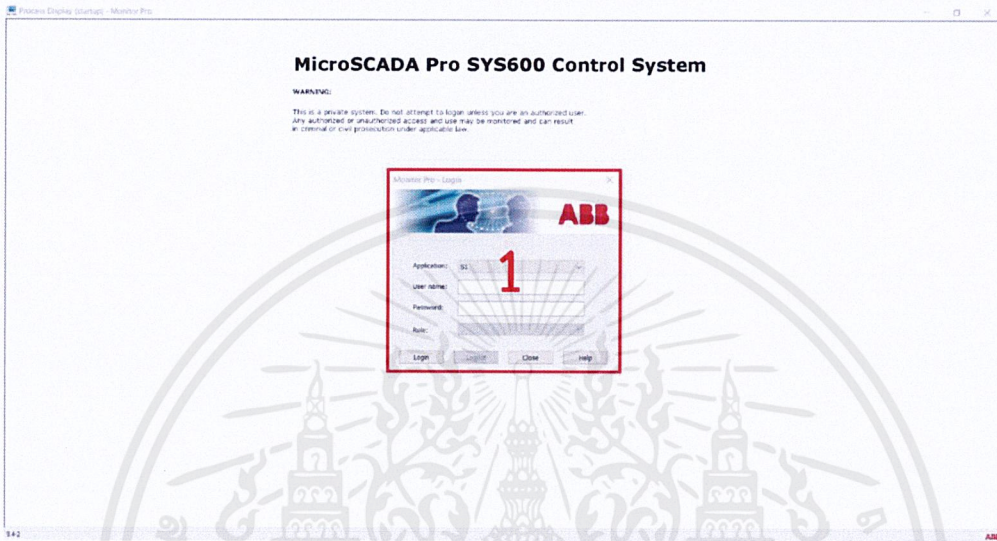 Process Display (startup) - Monitor Pro
MicroSCADA Pro SYS600 Control System
WARNING:
This is a private system. Do not attempt to logon unless you are an authorized user.
Any authorized or unauthorized access and use may be monitored and can result
in criminal or civil prosecution under applicable law.
Monitor Pro - Login
ABB
Application:
1
User name:
Password:
Role:
Login Logout Close Help
ABB